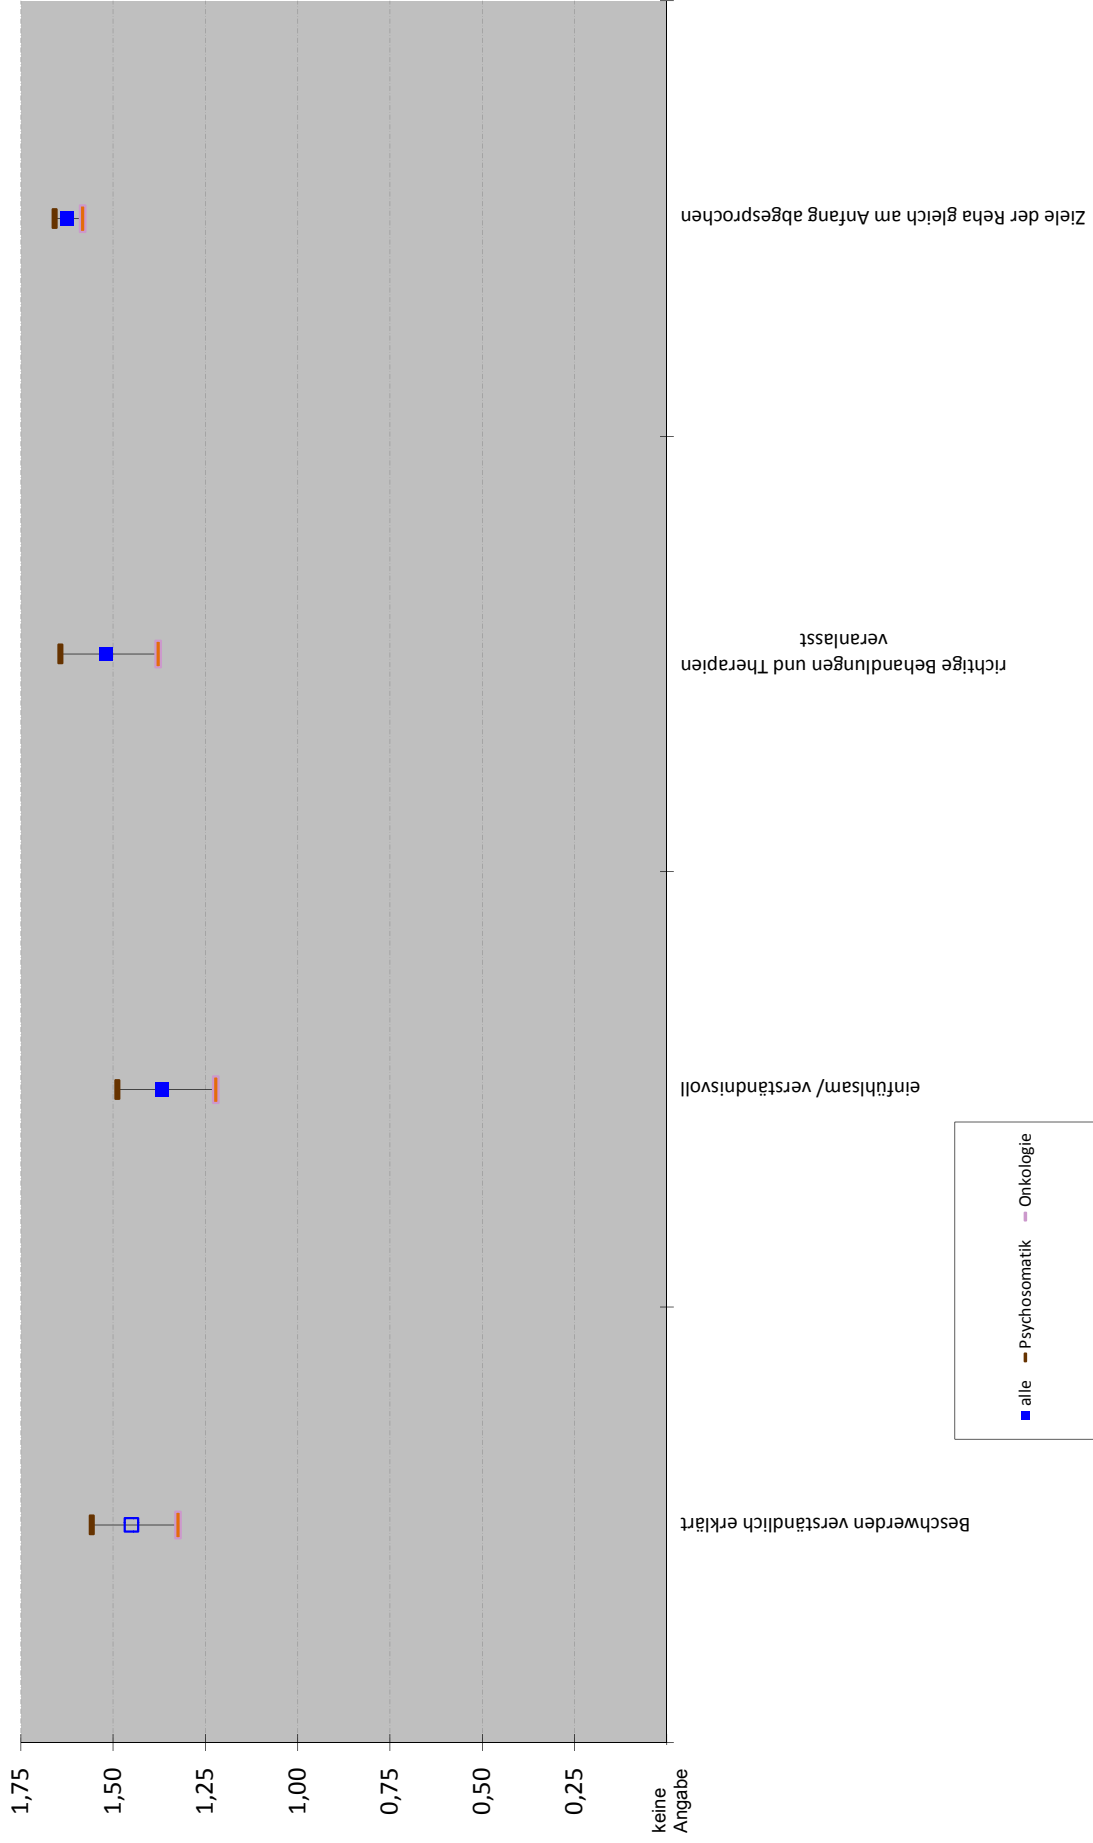 1,75
1,50
1,25
1,00
0,75
0,50
0,25
keine
Angabe
Beschwerden verständlich erklärt
einfühlsam/ verständnisvoll
richtige Behandlungen und Therapien
veranlasst
Ziele der Reha gleich am Anfang abgesprochen
alle
Psychosomatik
Onkologie